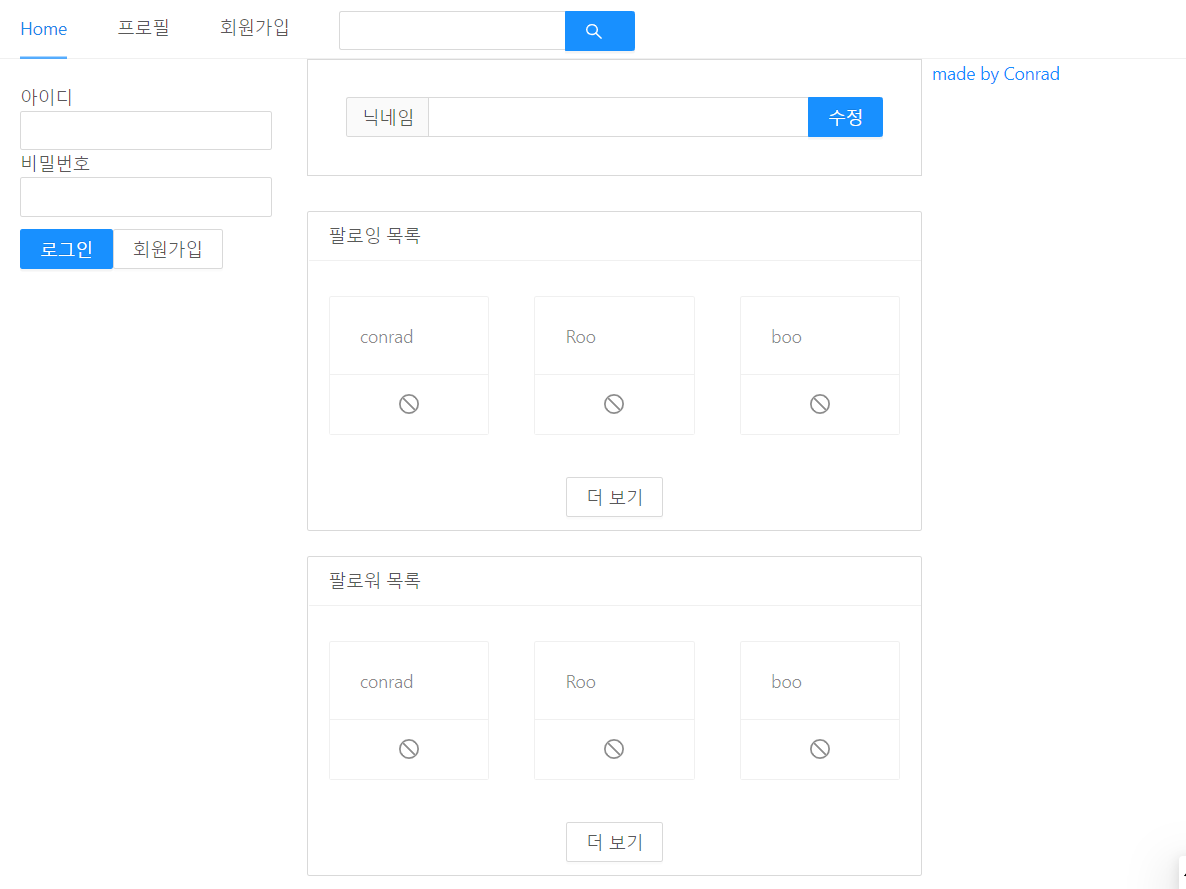 Home 프로필 회원가입
made by Conrad
아이디
비밀번호
로그인 회원가입
닉네임 수정
팔로잉 목록
conrad Roo boo
더 보기
팔로워 목록
conrad Roo boo
더 보기